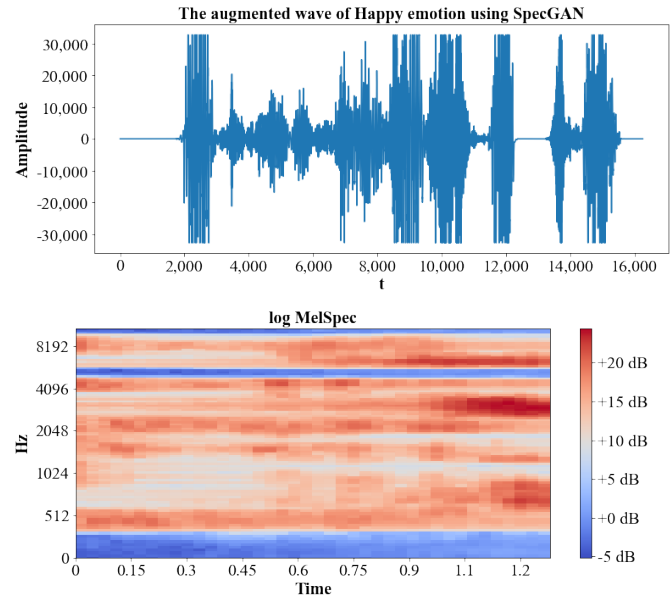 The augmented wave of Happy emotion using SpecGAN
30,000
20,000
10,000
0
-10,000
-20,000
-30,000
Amplitude
0 2,000 4,000 6,000 8,000 10,000 12,000 14,000 16,000
t
log MelSpec
8192
4096
2048
1024
512
0
Hz
0 0.15 0.3 0.45 0.6 0.75 0.9 1.1 1.2
Time
+20 dB
+15 dB
+10 dB
+5 dB
+0 dB
-5 dB